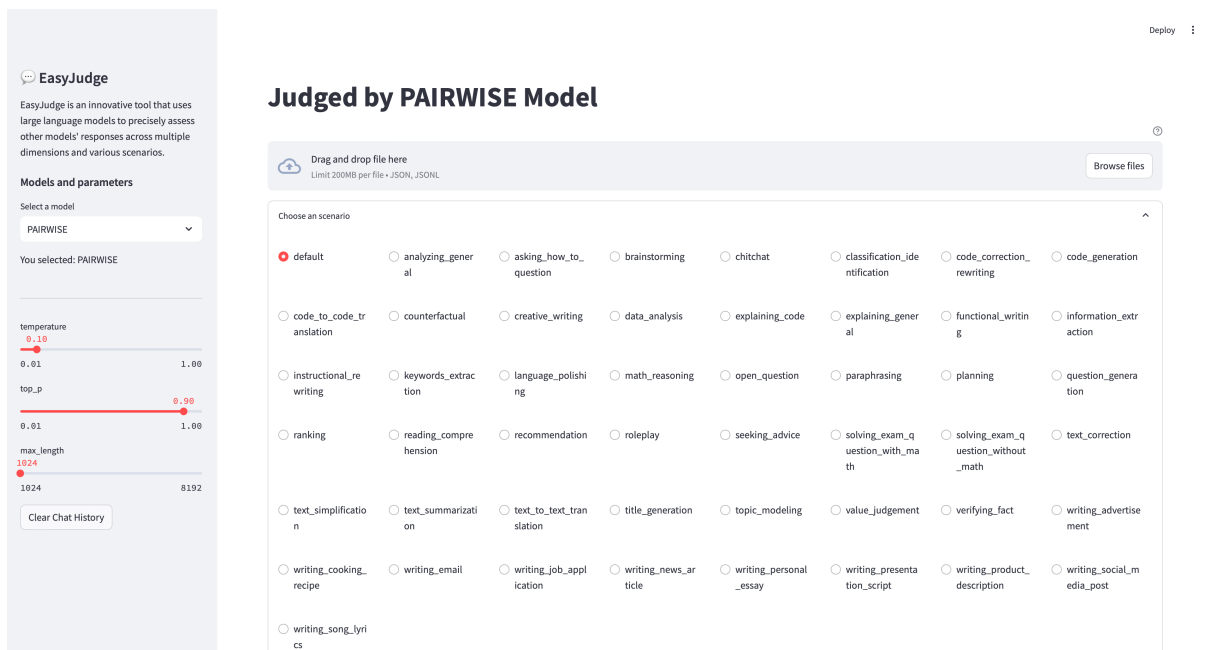 Deploy
EasyJudge
EasyJudge is an innovative tool that uses
large language models to precisely assess
other models' responses across multiple
dimensions and various scenarios.
Models and parameters
Select a model
PAIRWISE
You selected: PAIRWISE
temperature
0.10
0.01 1.00
top_p
0.90
0.01 1.00
max_length
1024
1024 8192
Clear Chat History
Judged by PAIRWISE Model
Drag and drop file here
Limit 200MB per file • JSON, JSONL
Browse files
Choose an scenario
default analyzing_gener asking_how_to_ brainstorming chitchat classification_ide code_correction_ code_generation
al question ntification rewriting
code_to_code_tr counterfactual creative_writing data_analysis explaining_code explaining_gener functional_writin information_extr
anslation al g action
instructional_re keywords_extrac language_polishi math_reasoning open_question paraphrasing planning question_genera
writing tion ng tion
ranking reading_compre recommendation roleplay seeking_advice solving_exam_q solving_exam_q text_correction
hension uestion_with_ma uestion_without
th _math
text_simplificatio text_summarizati text_to_text_tran title_generation topic_modeling value_judgement verifying_fact writing_advertise
n on slation ment
writing_cooking_ writing_email writing_job_appl writing_news_ar writing_personal writing_presenta writing_product_ writing_social_m
recipe ication ticle _essay tion_script description edia_post
writing_song_lyri
cs